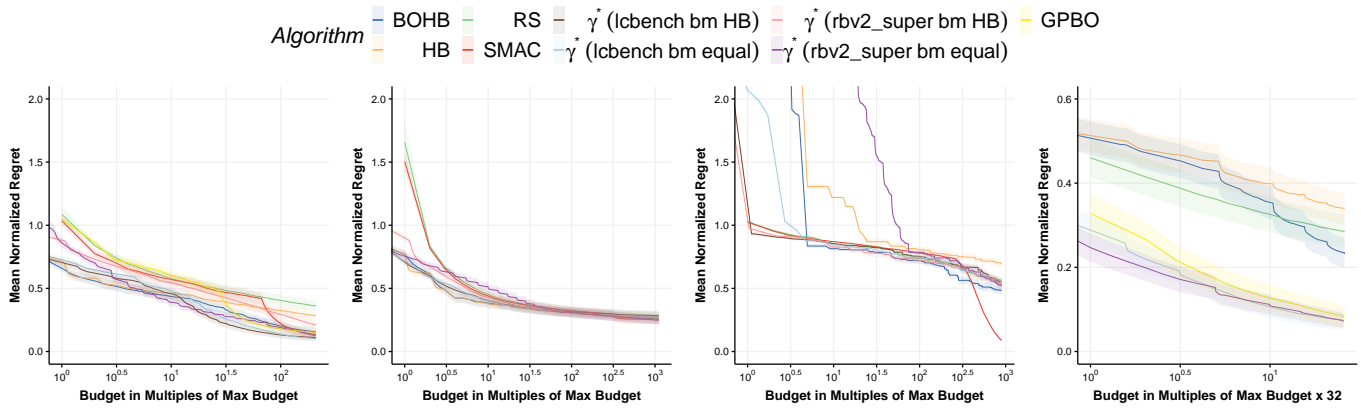 Algorithm
BOHB RS γ* (lcbench bm HB) γ* (rbv2_super bm HB) GPBO
HB SMAC γ* (lcbench bm equal) γ* (rbv2_super bm equal)
Mean Normalized Regret
2.0
1.5
1.0
0.5
0.0
10^0 10^0.5 10^1 10^1.5 10^2
Budget in Multiples of Max Budget
Mean Normalized Regret
2.0
1.5
1.0
0.5
0.0
10^0 10^0.5 10^1 10^1.5 10^2 10^2.5 10^3
Budget in Multiples of Max Budget
Mean Normalized Regret
2.0
1.5
1.0
0.5
0.0
10^0 10^0.5 10^1 10^1.5 10^2 10^2.5 10^3
Budget in Multiples of Max Budget
Mean Normalized Regret
0.6
0.4
0.2
0.0
10^0 10^0.5 10^1
Budget in Multiples of Max Budget x 32